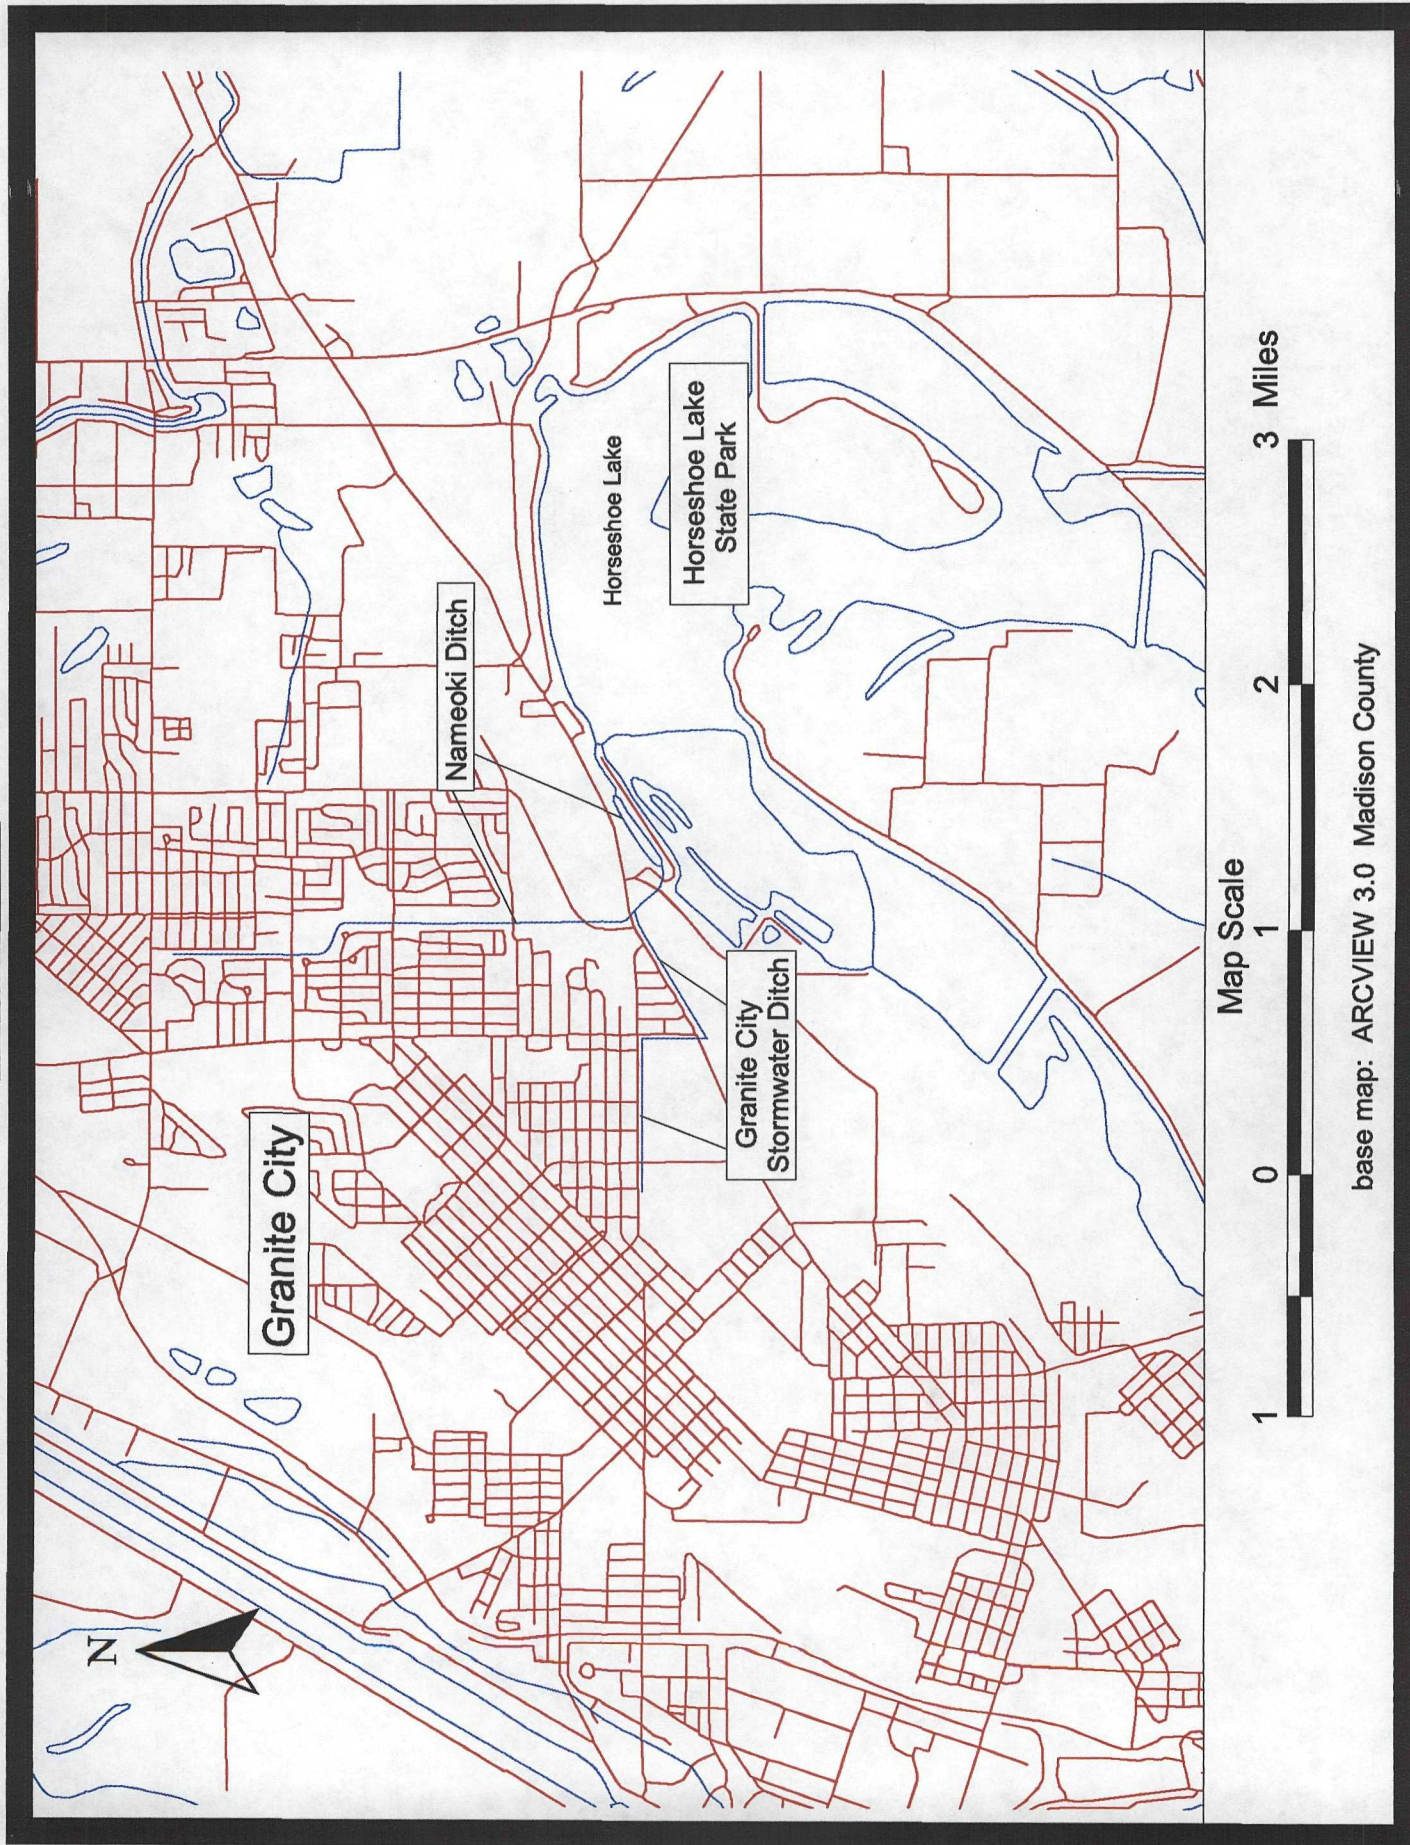 N
Granite City
Nameoki Ditch
Horseshoe Lake
Horseshoe Lake
State Park
Granite City
Stormwater Ditch
Map Scale
1 0 1 2 3 Miles
base map: ARCVIEW 3.0 Madison County